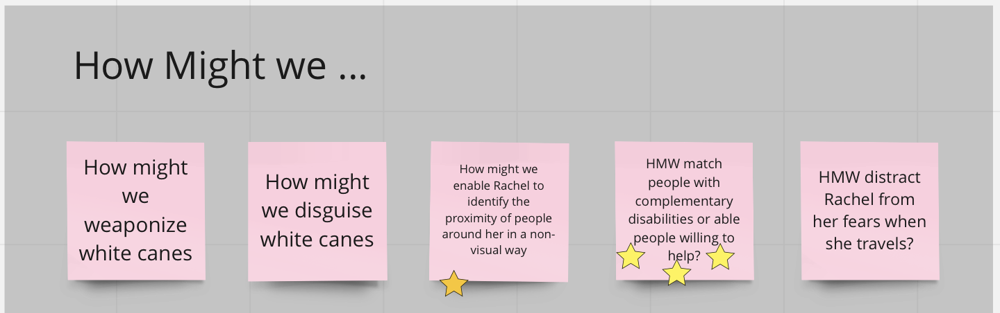 How Might we ...
How might
we
weaponize
white canes
How might
we disguise
white canes
How might we
enable Rachel to
identify the
proximity of people
around her in a non-
visual way
HMW match
people with
complementary
disabilities or able
people willing to
help?
HMW distract
Rachel from
her fears when
she travels?